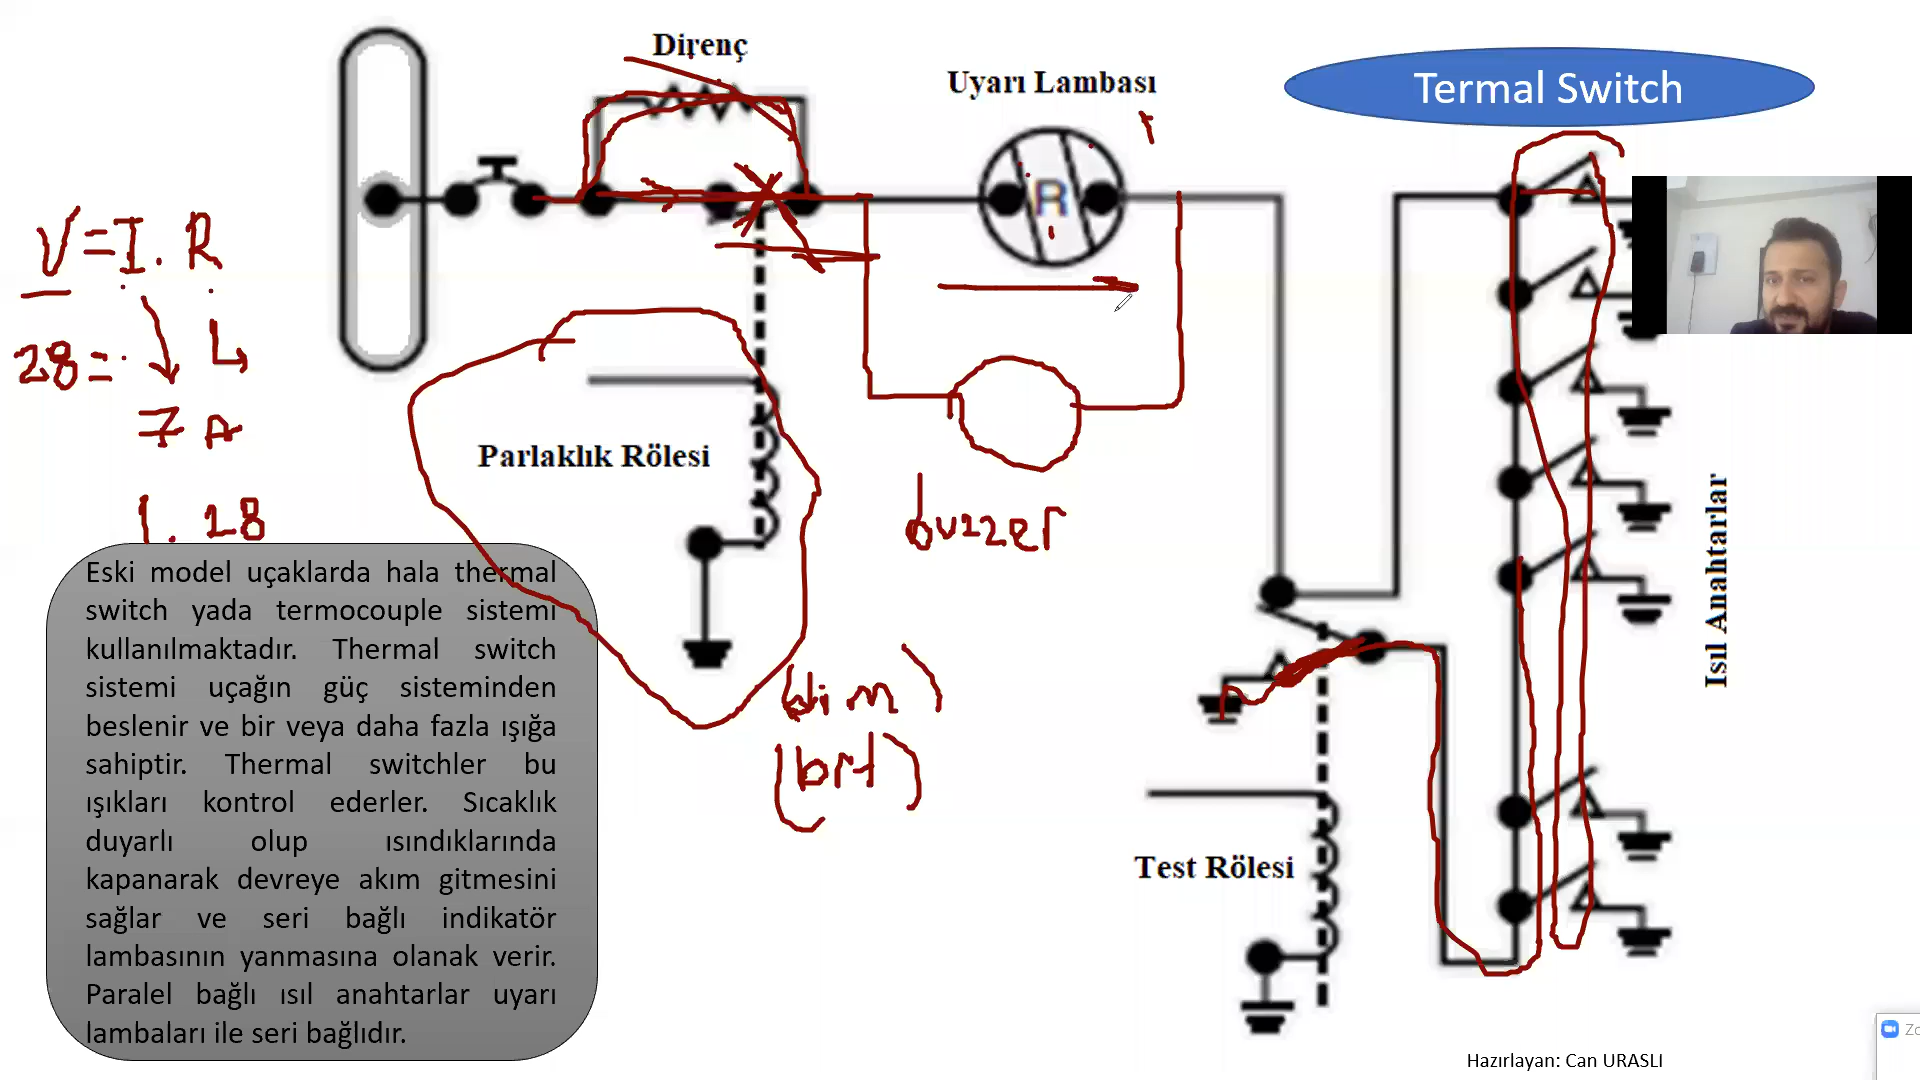 Direnç
Uyarı Lambası
Termal Switch
R
V=I.R
28=
7 A
1. 28
Parlaklık Rölesi
buzzer
(dim)
(brt)
Isıl Anahtarlar
Test Rölesi
Eski model uçaklarda hala thermal
switch yada termocouple sistemi
kullanılmaktadır. Thermal switch
sistemi uçağın güç sisteminden
beslenir ve bir veya daha fazla ışığa
sahiptir. Thermal switchler bu
ışıkları kontrol ederler. Sıcaklık
duyarlı olup ısındıklarında
kapanarak devreye akım gitmesini
sağlar ve seri bağlı indikatör
lambasının yanmasına olanak verir.
Paralel bağlı ısıl anahtarlar uyarı
lambaları ile seri bağlıdır.
Hazırlayan: Can URASLI